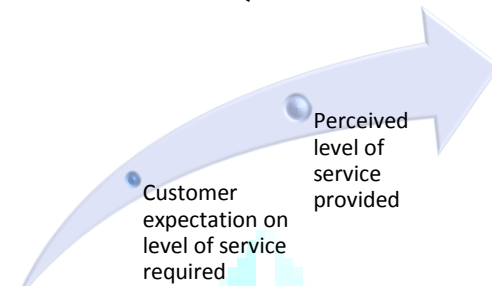 Perceived
level of
service
provided
Customer
expectation on
level of service
required